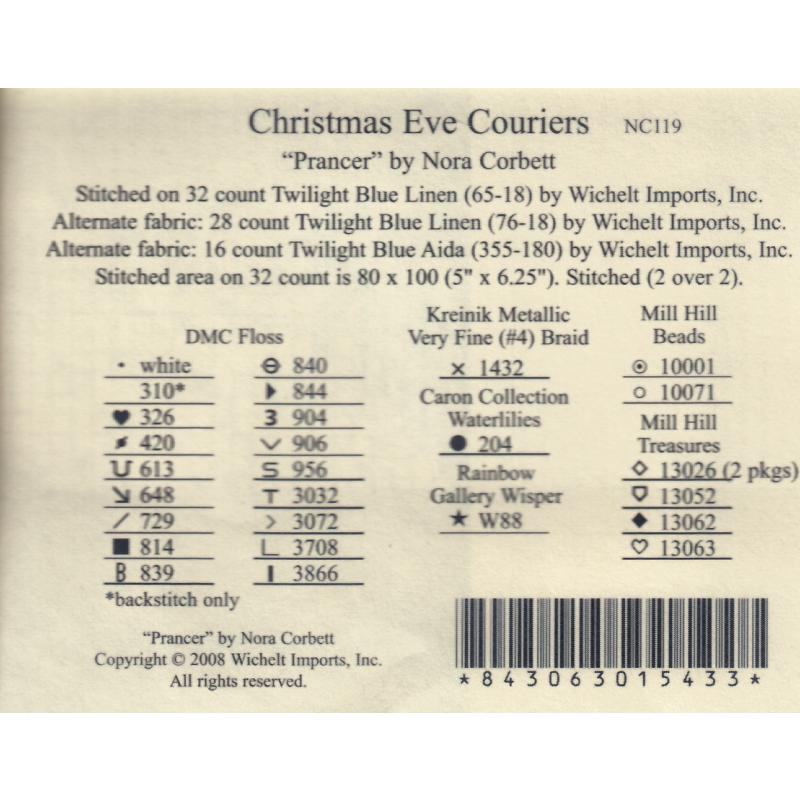 Christmas Eve Couriers NC119
“Prancer” by Nora Corbett
Stitched on 32 count Twilight Blue Linen (65-18) by Wichelt Imports, Inc.
Alternate fabric: 28 count Twilight Blue Linen (76-18) by Wichelt Imports, Inc.
Alternate fabric: 16 count Twilight Blue Aida (355-180) by Wichelt Imports, Inc.
Stitched area on 32 count is 80 x 100 (5" x 6.25"). Stitched (2 over 2).
DMC Floss
· white
310*
♥ 326
420
613
↘ 648
/ 729
■ 814
B 839
⊖ 840
844
3 904
906
S 956
T 3032
> 3072
L 3708
I 3866
*backstitch only
Kreinik Metallic
Very Fine (#4) Braid
× 1432
Caron Collection
Waterlilies
● 204
Rainbow
Gallery Wisper
★ W88
Mill Hill
Beads
⊙ 10001
○ 10071
Mill Hill
Treasures
◇ 13026 (2 pkgs)
13052
◆ 13062
♡ 13063
“Prancer” by Nora Corbett
Copyright © 2008 Wichelt Imports, Inc.
All rights reserved.
*843063015433*